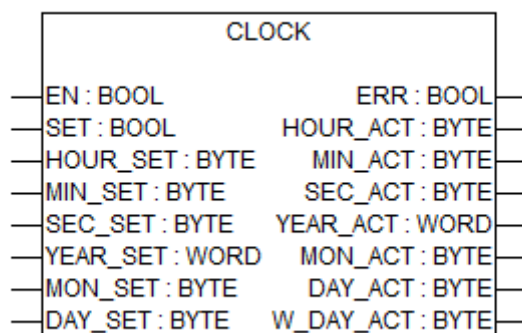 CLOCK
EN : BOOL ERR : BOOL
SET : BOOL HOUR_ACT : BYTE
HOUR_SET : BYTE MIN_ACT : BYTE
MIN_SET : BYTE SEC_ACT : BYTE
SEC_SET : BYTE YEAR_ACT : WORD
YEAR_SET : WORD MON_ACT : BYTE
MON_SET : BYTE DAY_ACT : BYTE
DAY_SET : BYTE W_DAY_ACT : BYTE